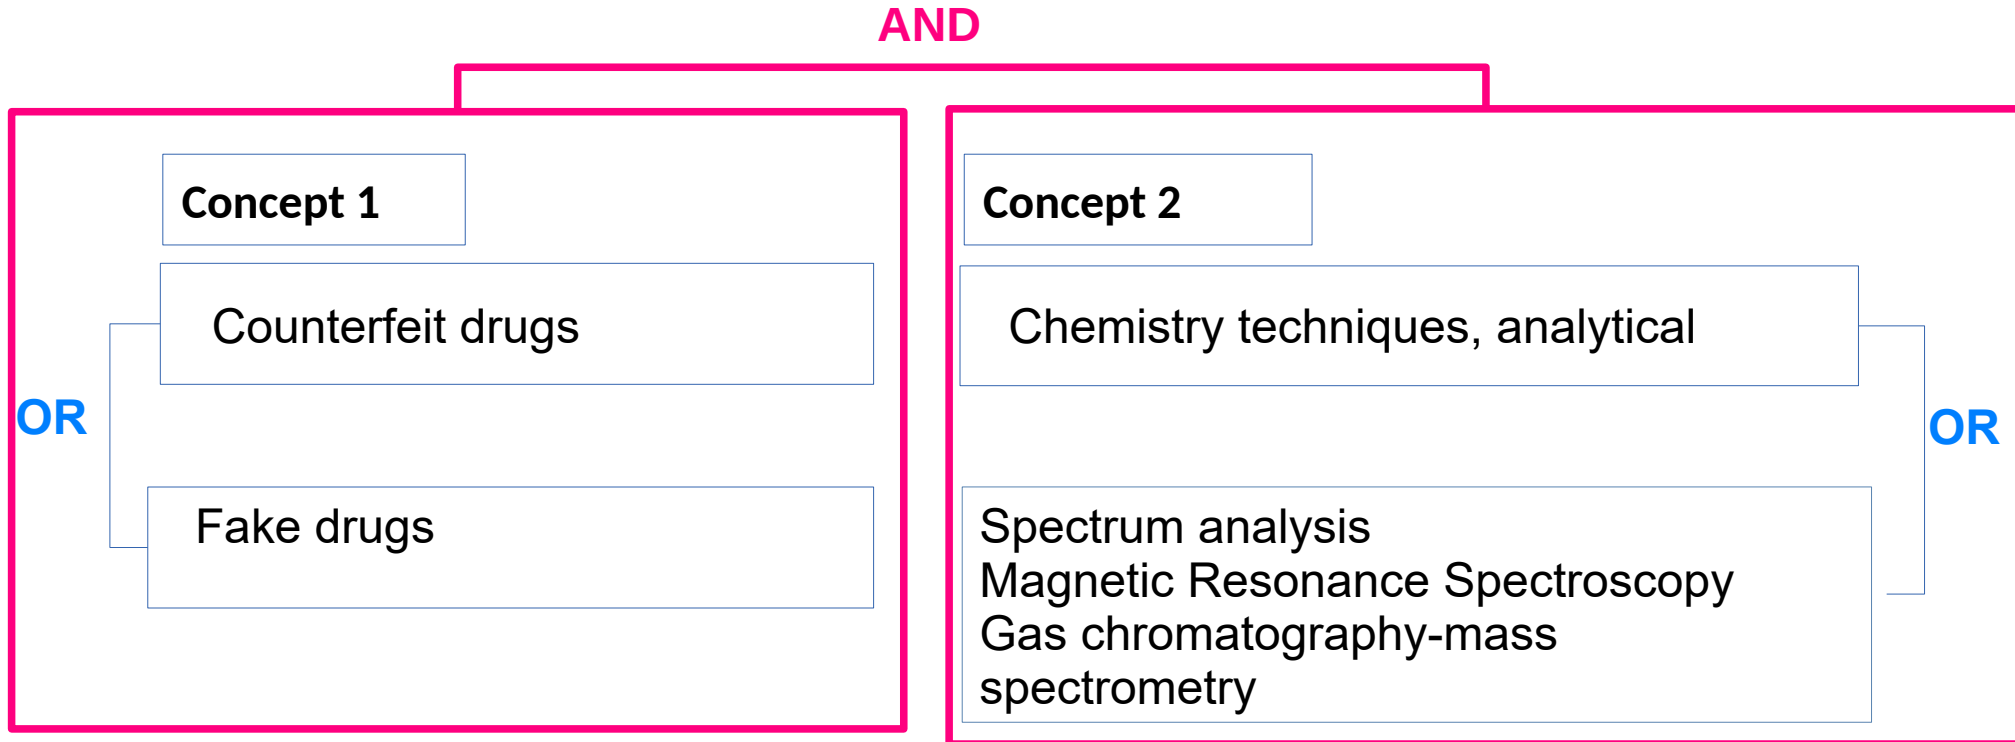 AND
Concept 1
Counterfeit drugs
OR
Fake drugs
Concept 2
Chemistry techniques, analytical
OR
Spectrum analysis
Magnetic Resonance Spectroscopy
Gas chromatography-mass
spectrometry